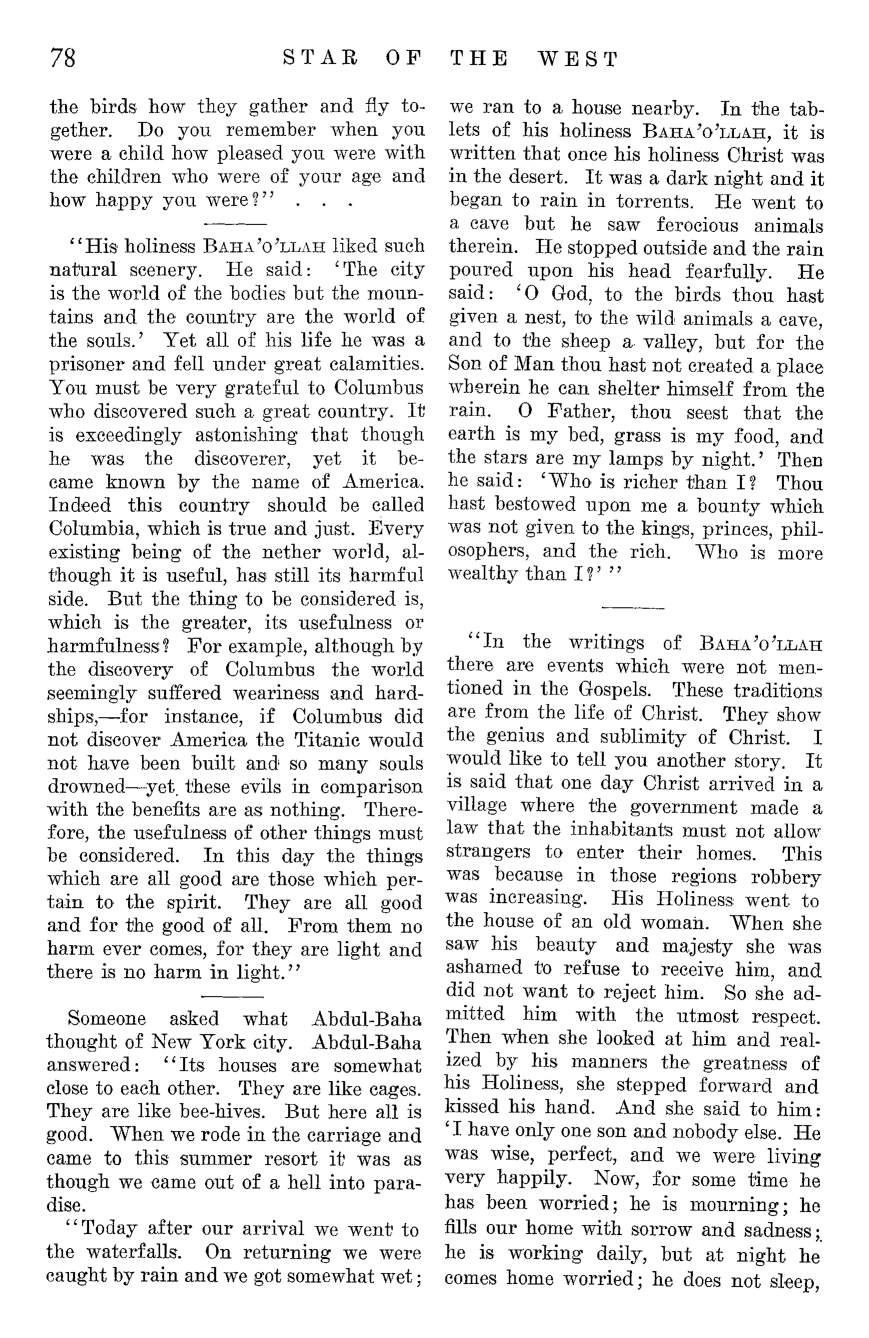 78
STAR OF THE WEST
the birds how they gather and fly to-
gether. Do you remember when you
were a child how pleased you were with
the children who were of your age and
how happy you were?" . . .
"His holiness BAHA'O'LLAH liked such
natural scenery. He said: 'The city
is the world of the bodies but the moun-
tains and the country are the world of
the souls.' Yet all of his life he was a
prisoner and fell under great calamities.
You must be very grateful to Columbus
who discovered such a great country. It
is exceedingly astonishing that though
he was the discoverer, yet it be-
came known by the name of America.
Indeed this country should be called
Columbia, which is true and just. Every
existing being of the nether world, al-
though it is useful, has still its harmful
side. But the thing to be considered is,
which is the greater, its usefulness or
harmfulness? For example, although by
the discovery of Columbus the world
seemingly suffered weariness and hard-
ships,—for instance, if Columbus did
not discover America the Titanic would
not have been built and so many souls
drowned—yet these evils in comparison
with the benefits are as nothing. There-
fore, the usefulness of other things must
be considered. In this day the things
which are all good are those which per-
tain to the spirit. They are all good
and for the good of all. From them no
harm ever comes, for they are light and
there is no harm in light."
Someone asked what Abdul-Baha
thought of New York city. Abdul-Baha
answered: "Its houses are somewhat
close to each other. They are like cages.
They are like bee-hives. But here all is
good. When we rode in the carriage and
came to this summer resort it was as
though we came out of a hell into para-
dise.
"Today after our arrival we went to
the waterfalls. On returning we were
caught by rain and we got somewhat wet;
we ran to a house nearby. In the tab-
lets of his holiness BAHA'O'LLAH, it is
written that once his holiness Christ was
in the desert. It was a dark night and it
began to rain in torrents. He went to
a cave but he saw ferocious animals
therein. He stopped outside and the rain
poured upon his head fearfully. He
said: 'O God, to the birds thou hast
given a nest, to the wild animals a cave,
and to the sheep a valley, but for the
Son of Man thou hast not created a place
wherein he can shelter himself from the
rain. O Father, thou seest that the
earth is my bed, grass is my food, and
the stars are my lamps by night.' Then
he said: 'Who is richer than I? Thou
hast bestowed upon me a bounty which
was not given to the kings, princes, phil-
osophers, and the rich. Who is more
wealthy than I?' "
"In the writings of BAHA'O'LLAH
there are events which were not men-
tioned in the Gospels. These traditions
are from the life of Christ. They show
the genius and sublimity of Christ. I
would like to tell you another story. It
is said that one day Christ arrived in a
village where the government made a
law that the inhabitants must not allow
strangers to enter their homes. This
was because in those regions robbery
was increasing. His Holiness went to
the house of an old woman. When she
saw his beauty and majesty she was
ashamed to refuse to receive him, and
did not want to reject him. So she ad-
mitted him with the utmost respect.
Then when she looked at him and real-
ized by his manners the greatness of
his Holiness, she stepped forward and
kissed his hand. And she said to him:
'I have only one son and nobody else. He
was wise, perfect, and we were living
very happily. Now, for some time he
has been worried; he is mourning; he
fills our home with sorrow and sadness;
he is working daily, but at night he
comes home worried; he does not sleep,